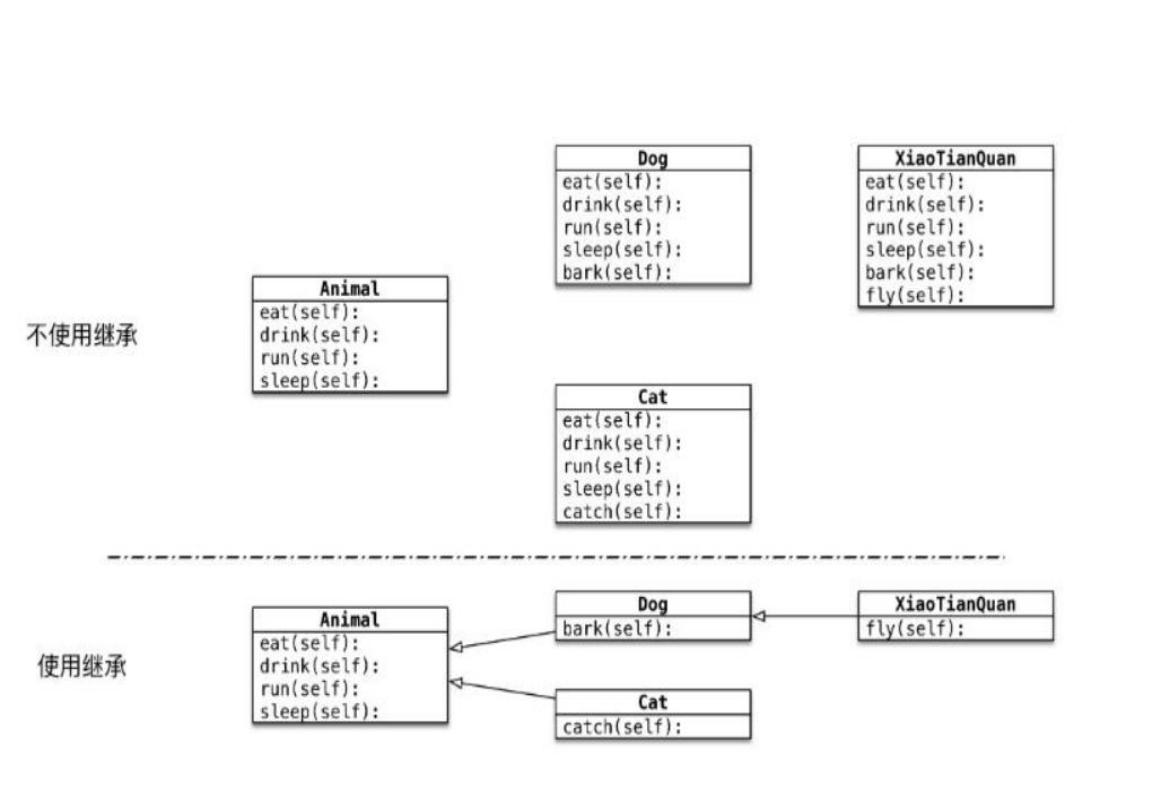 Dog
eat(self):
drink(self):
run(self):
sleep(self):
bark(self):
XiaoTianQuan
eat(self):
drink(self):
run(self):
sleep(self):
bark(self):
fly(self):
不使用继承
Animal
eat(self):
drink(self):
run(self):
sleep(self):
Cat
eat(self):
drink(self):
run(self):
sleep(self):
catch(self):
使用继承
Animal
eat(self):
drink(self):
run(self):
sleep(self):
Dog
bark(self):
XiaoTianQuan
fly(self):
Cat
catch(self):